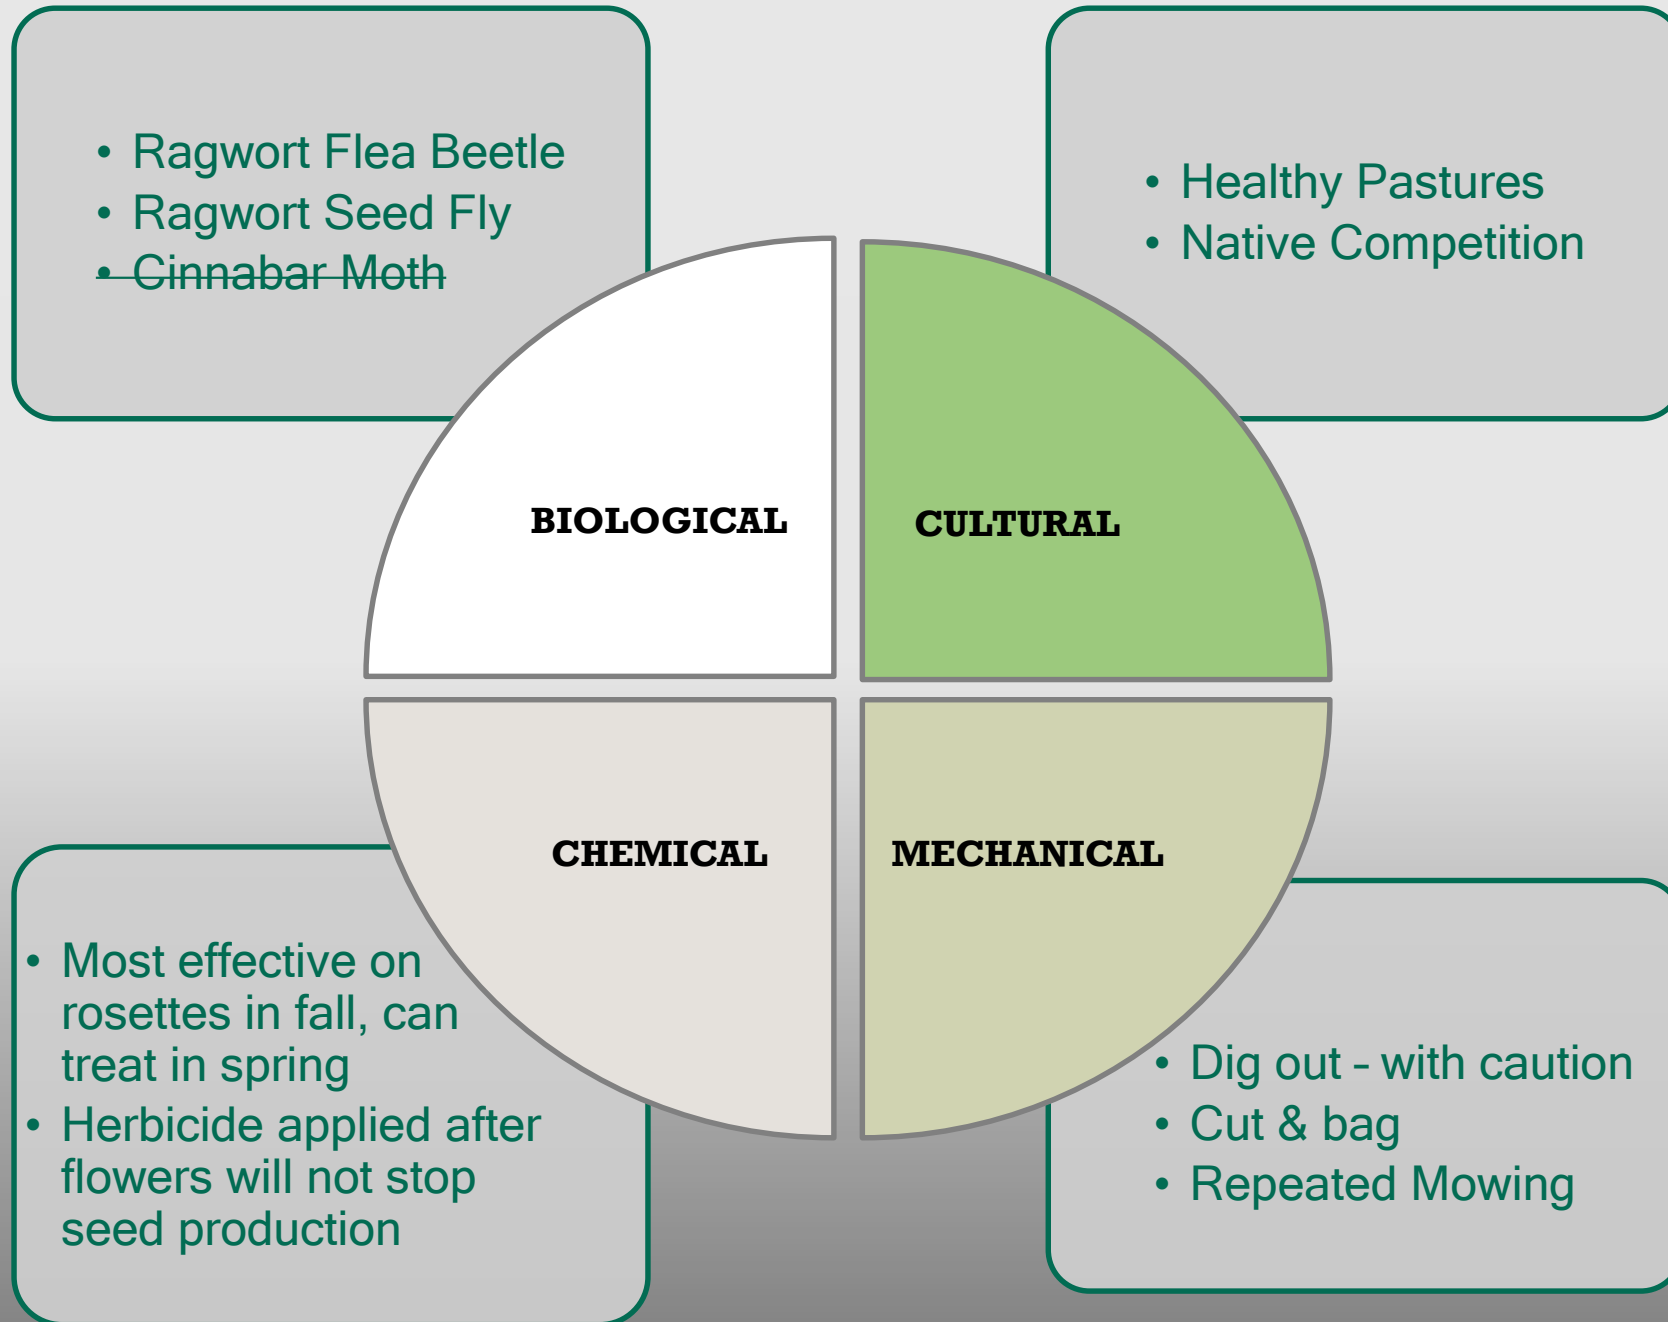 • Ragwort Flea Beetle
• Ragwort Seed Fly
• Cinnabar Moth
• Healthy Pastures
• Native Competition
BIOLOGICAL
CULTURAL
CHEMICAL
MECHANICAL
• Most effective on
rosettes in fall, can
treat in spring
• Herbicide applied after
flowers will not stop
seed production
• Dig out – with caution
• Cut & bag
• Repeated Mowing